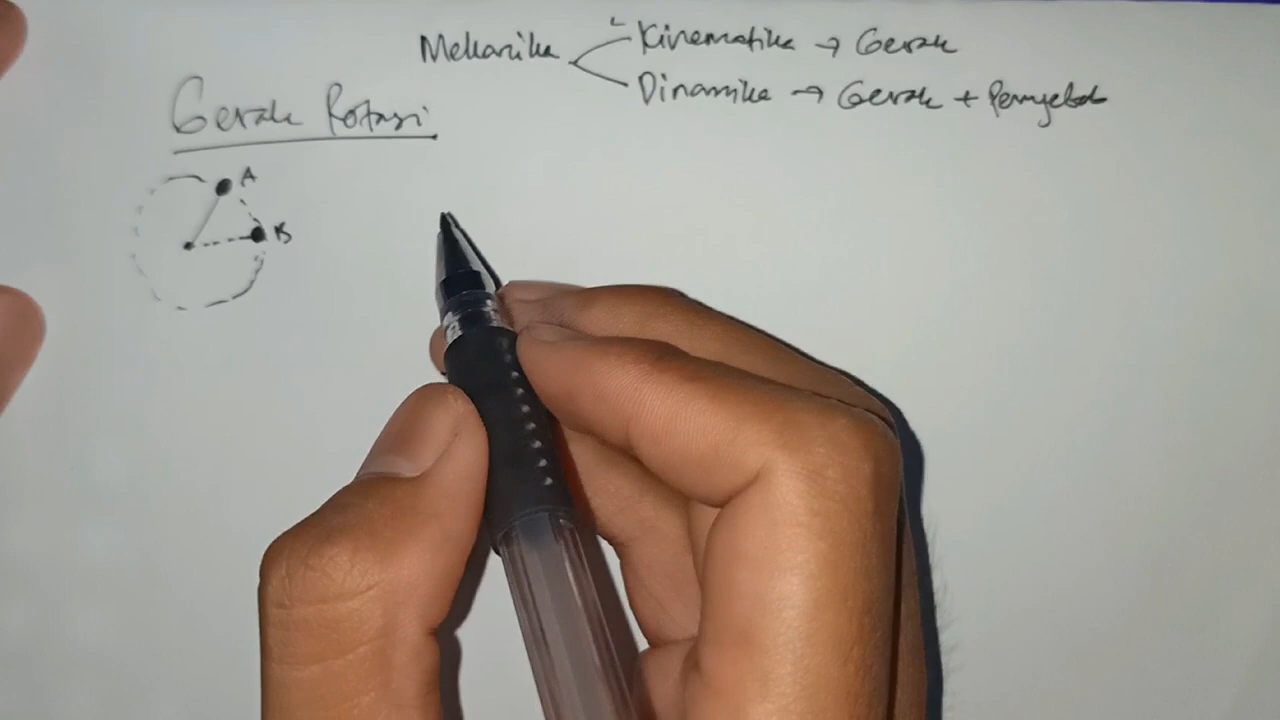 Mekanika
Kinematika → Gerak
Dinamika → Gerak + Penyebab
Gerak Rotasi
A
B